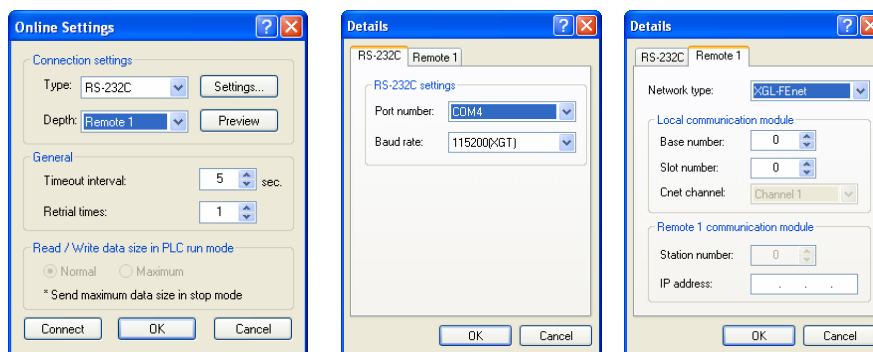 Online Settings
Connection settings
Type: RS-232C Settings...
Depth: Remote 1 Preview
General
Timeout interval: 5 sec.
Retrial times: 1
Read / Write data size in PLC run mode
Normal Maximum
* Send maximum data size in stop mode
Connect OK Cancel
Details
RS-232C Remote 1
RS-232C settings
Port number: COM4
Baud rate: 115200(XGT)
OK Cancel
Details
RS-232C Remote 1
Network type: XGL-FEnet
Local communication module
Base number: 0
Slot number: 0
Cnet channel: Channel 1
Remote 1 communication module
Station number: 0
IP address: . . .
OK Cancel